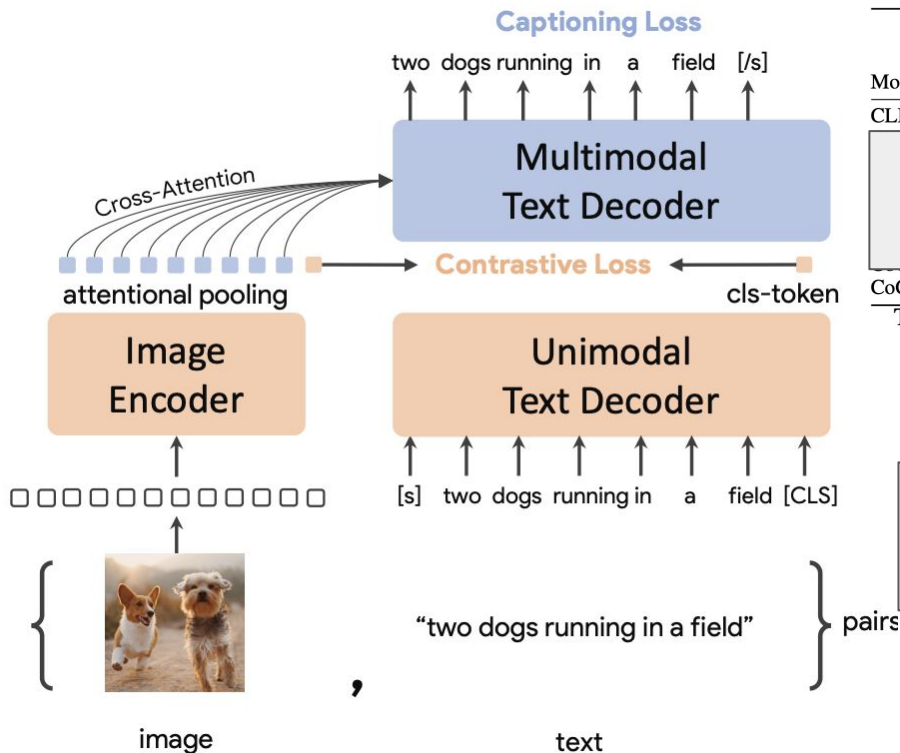 Captioning Loss
two dogs running in a field [/s]
Multimodal
Text Decoder
Cross-Attention
Contrastive Loss
attentional pooling
cls-token
Image
Encoder
Unimodal
Text Decoder
[s] two dogs running in a field [CLS]
“two dogs running in a field”
,
pairs
image
text